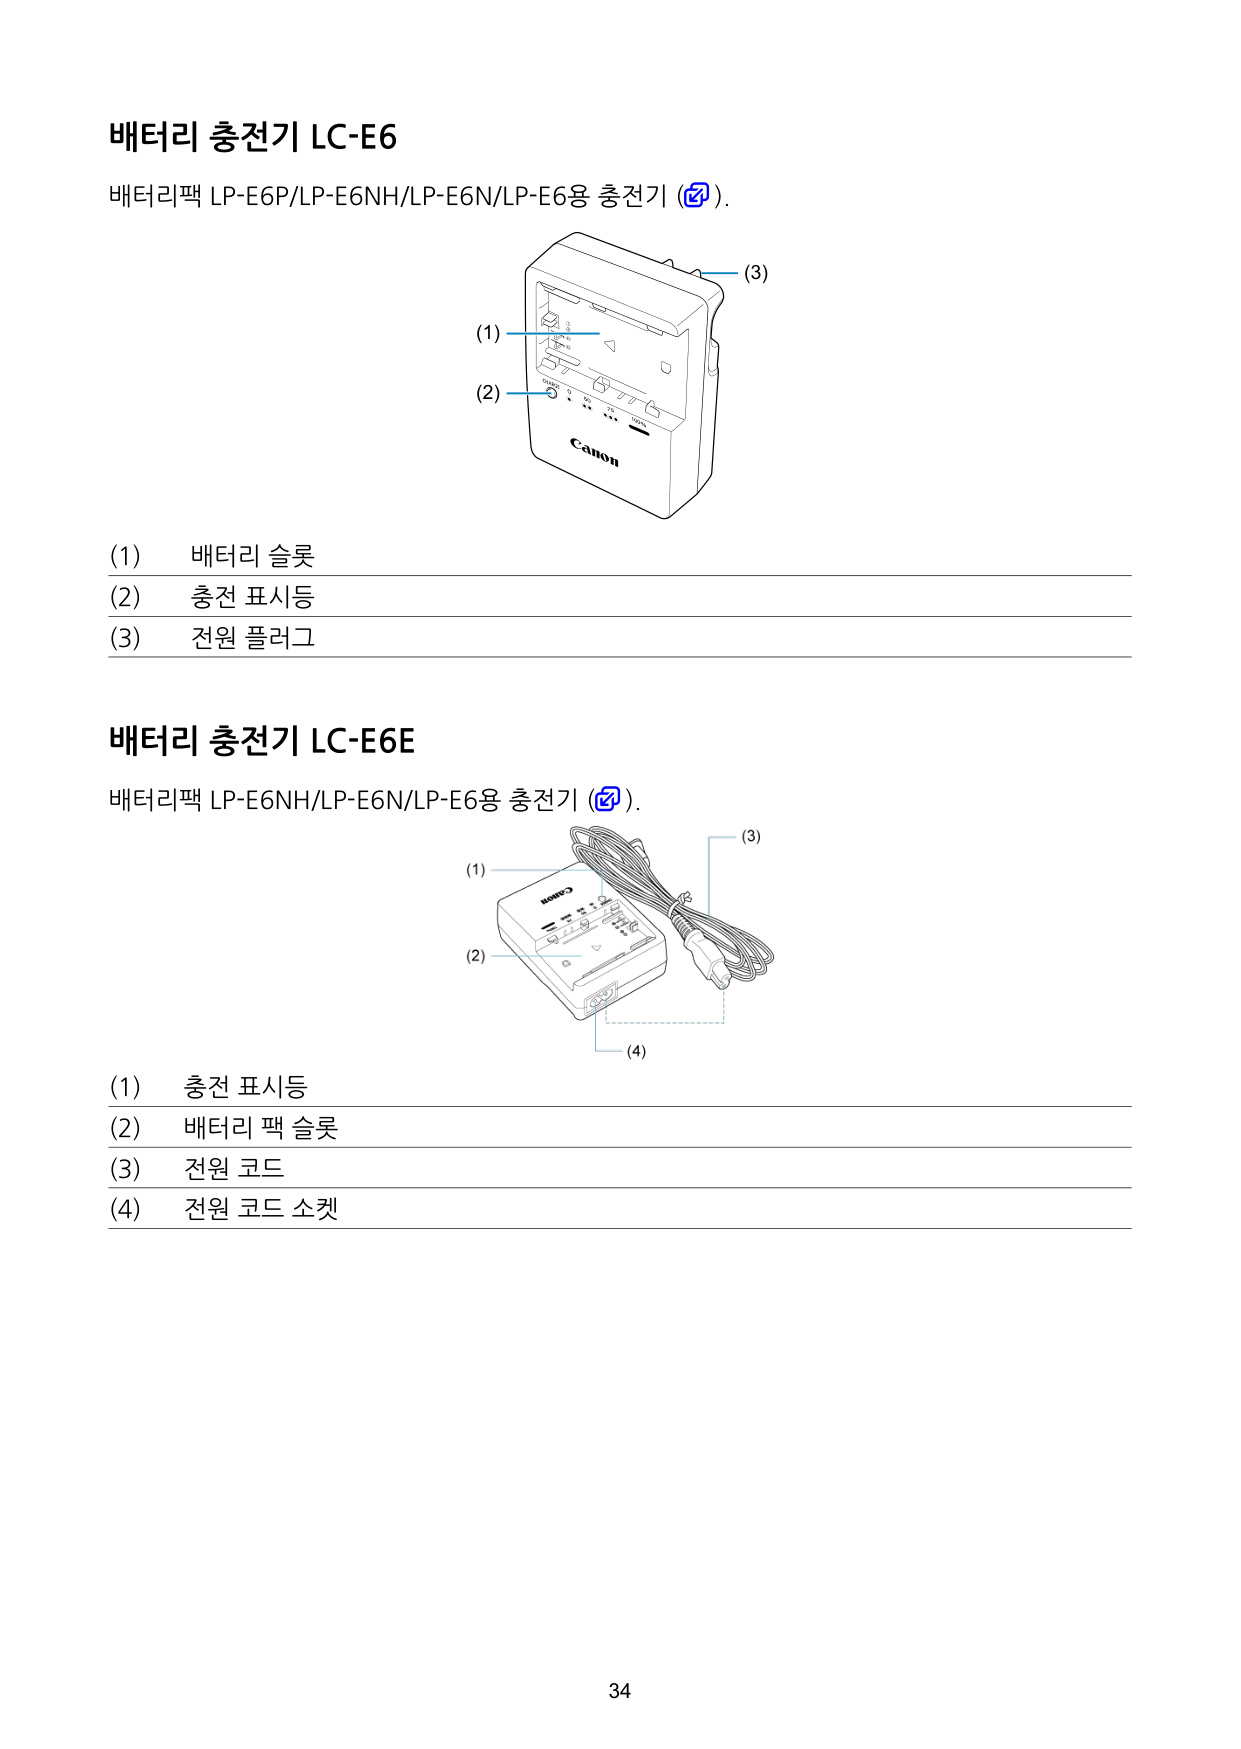 배터리 충전기 LC-E6
배터리팩 LP-E6P/LP-E6NH/LP-E6N/LP-E6용 충전기 ( ).
(3)
(1)
(2)
CHARGE
50
75
100%
Canon
(1) 배터리 슬롯
(2) 충전 표시등
(3) 전원 플러그
배터리 충전기 LC-E6E
배터리팩 LP-E6NH/LP-E6N/LP-E6용 충전기 ( ).
(3)
(1)
Canon
(2)
(4)
(1) 충전 표시등
(2) 배터리 팩 슬롯
(3) 전원 코드
(4) 전원 코드 소켓
34